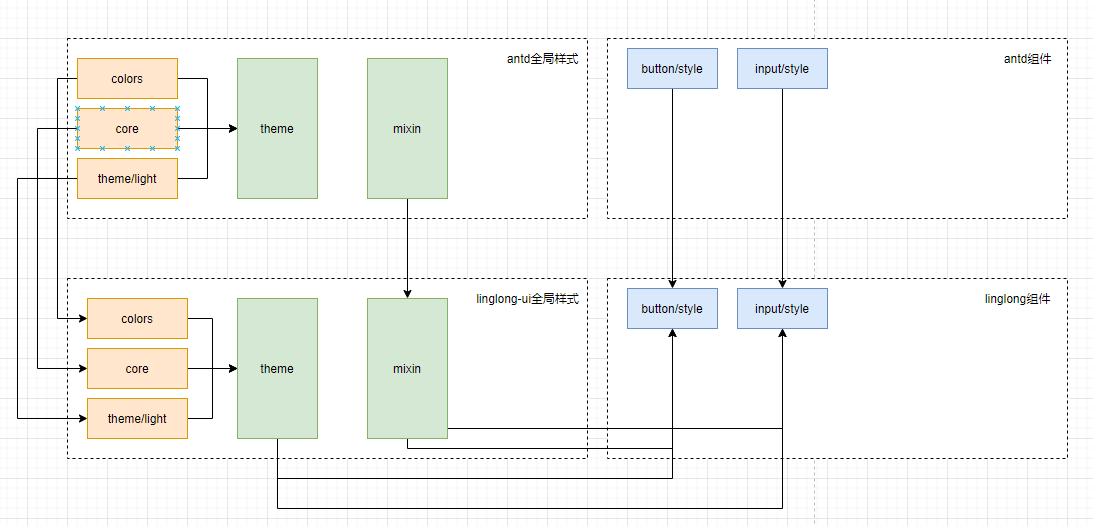 antd全局样式
colors
core
theme/light
theme
mixin
antd组件
button/style
input/style
linglong-ui全局样式
colors
core
theme/light
theme
mixin
linglong组件
button/style
input/style